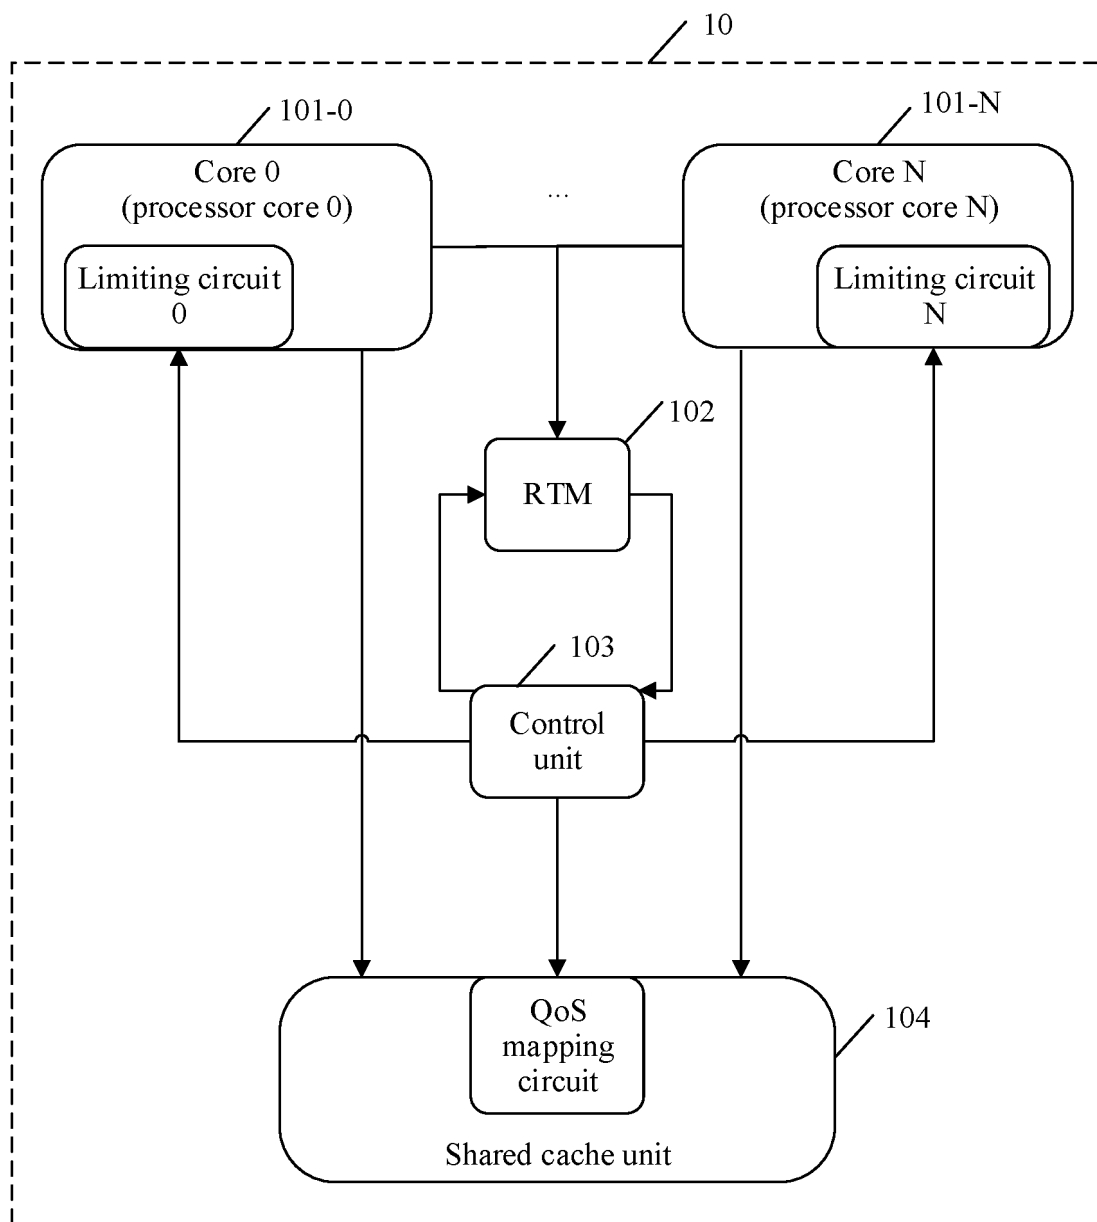 10
101-0
101-N
Core 0
(processor core 0)
Limiting circuit
0
...
Core N
(processor core N)
Limiting circuit
N
102
RTM
103
Control
unit
QoS
mapping
circuit
104
Shared cache unit